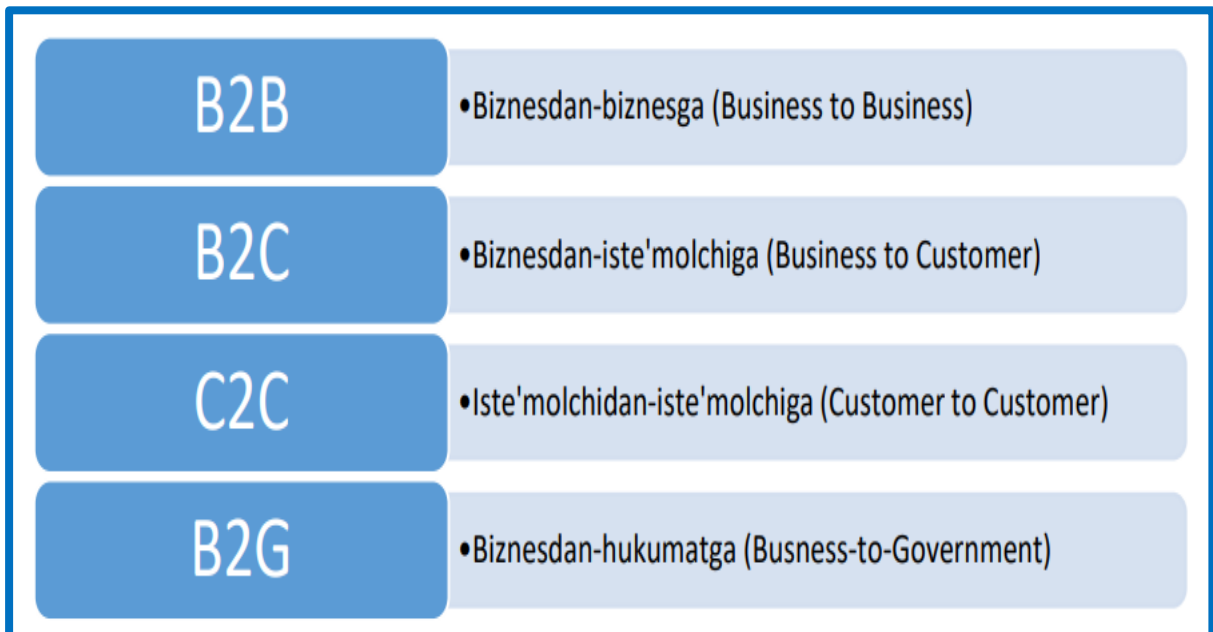 B2B
•Biznesdan-biznesga (Business to Business)
B2C
•Biznesdan-iste'molchiga (Business to Customer)
C2C
•Iste'molchidan-iste'molchiga (Customer to Customer)
B2G
•Biznesdan-hukumatga (Busness-to-Government)